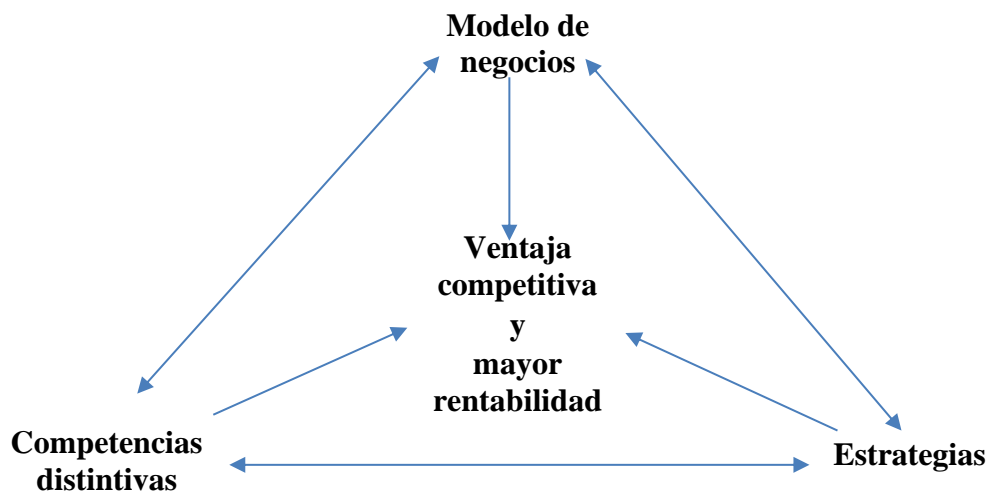 Modelo de
negocios
Ventaja
competitiva
y
mayor
rentabilidad
Competencias
distintivas
Estrategias